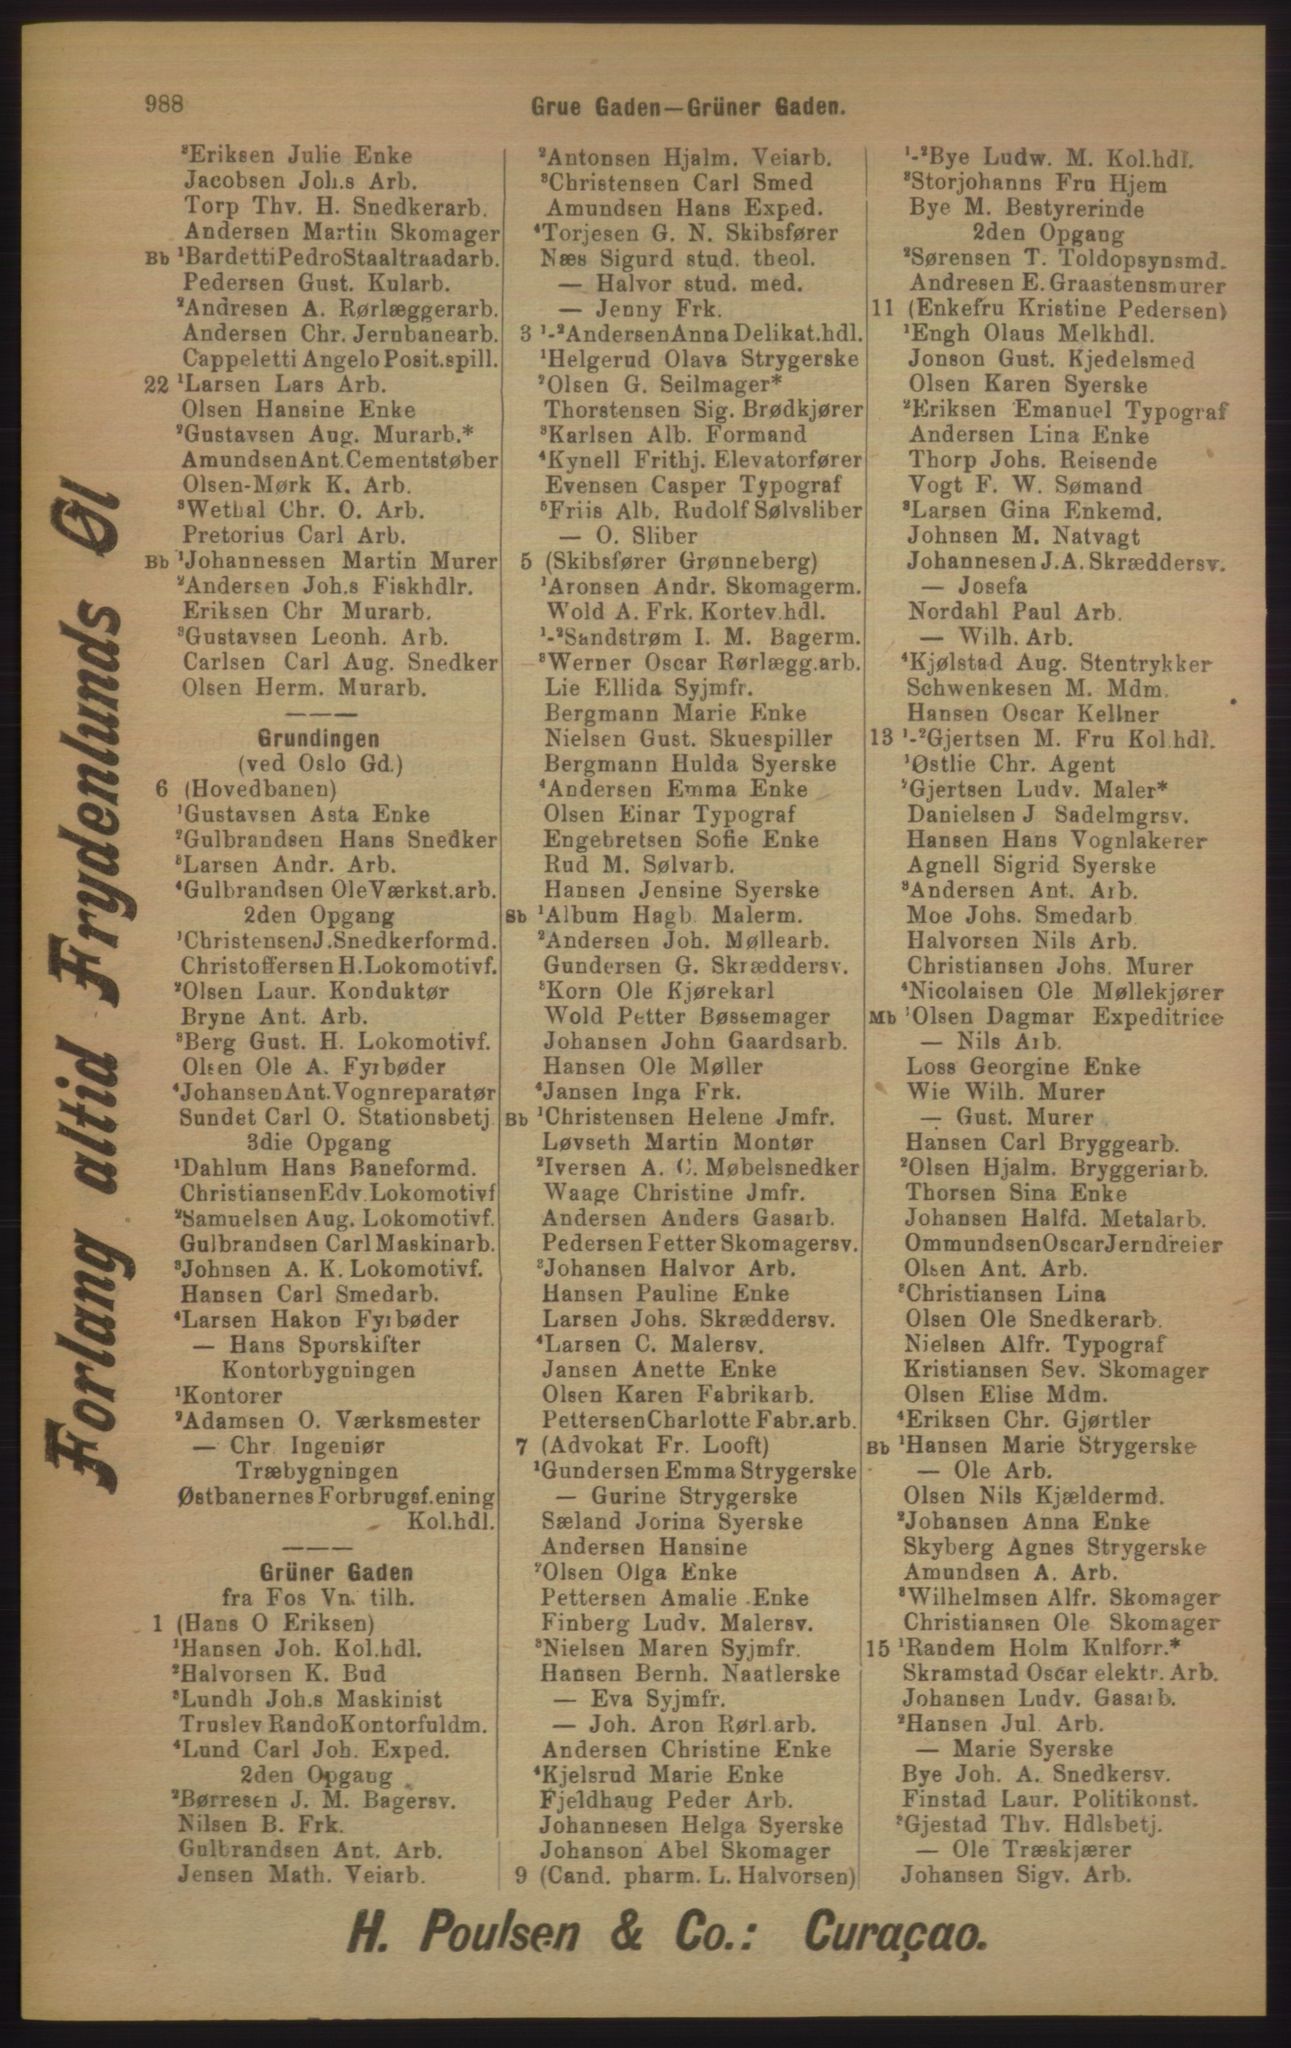 988
Grue Gaden—Grüner Gaden.
²Eriksen Julie Enke
Jacobsen Joh.s Arb.
Torp Thv. H. Snedkerarb.
Andersen Martin Skomager
Bb ¹Bardetti Pedro Staaltraadarb.
Pedersen Gust. Kularb.
²Andresen A. Rørlæggerarb.
Andersen Chr. Jernbanearb.
Cappeletti Angelo Posit.spill.
22 ¹Larsen Lars Arb.
Olsen Hansine Enke
²Gustavsen Aug. Murarb.*
Amundsen Ant. Cementstøber
Olsen-Mørk K. Arb.
³Wethal Chr. O. Arb.
Pretorius Carl Arb.
Bb ¹Johannessen Martin Murer
²Andersen Joh.s Fiskhdlr.
Eriksen Chr Murarb.
³Gustavsen Leonh. Arb.
Carlsen Carl Aug. Snedker
Olsen Herm. Murarb.
———
Grundingen
(ved Oslo Gd.)
6 (Hovedbanen)
¹Gustavsen Asta Enke
²Gulbrandsen Hans Snedker
³Larsen Andr. Arb.
⁴Gulbrandsen Ole Værkst.arb.
2den Opgang
¹Christensen J. Snedkerformd.
Christoffersen H. Lokomotivf.
²Olsen Laur. Konduktør
Bryne Ant. Arb.
³Berg Gust. H. Lokomotivf.
Olsen Ole A. Fyrbøder
⁴Johansen Ant. Vognreparatør
Sundet Carl O. Stationsbetj
3die Opgang
¹Dahlum Hans Baneformd.
Christiansen Edv. Lokomotivf
²Samuelsen Aug. Lokomotivf.
Gulbrandsen Carl Maskinarb.
³Johnsen A. K. Lokomotivf.
Hansen Carl Smedarb.
⁴Larsen Hakon Fyrbøder
— Hans Sporskifter
Kontorbygningen
¹Kontorer
²Adamsen O. Værksmester
— Chr. Ingeniør
Træbygningen
Østbanernes Forbrugsf.ening
Kol.hdl.
———
Grüner Gaden
fra Fos Vn. tilh.
1 (Hans O Eriksen)
¹Hansen Joh. Kol.hdl.
²Halvorsen K. Bud
³Lundh Joh.s Maskinist
Truslev Rando Kontorfuldm.
⁴Lund Carl Joh. Exped.
2den Opgang
²Børresen J. M. Bagersv.
Nilsen B. Frk.
Gulbrandsen Ant. Arb.
Jensen Math. Veiarb.
²Antonsen Hjalm. Veiarb.
³Christensen Carl Smed
Amundsen Hans Exped.
⁴Torjesen G. N. Skibsfører
Næs Sigurd stud. theol.
— Halvor stud. med.
— Jenny Frk.
3 ¹-²Andersen Anna Delikat.hdl.
¹Helgerud Olava Strygerske
²Olsen G. Seilmager*
Thorstensen Sig. Brødkjører
³Karlsen Alb. Formand
⁴Kynell Frithj. Elevatorfører
Evensen Casper Typograf
⁵Friis Alb. Rudolf Sølvsliber
— O. Sliber
5 (Skibsfører Grønneberg)
¹Aronsen Andr. Skomagerm.
Wold A. Frk. Kortev.hdl.
¹-²Sandstrøm I. M. Bagerm.
³Werner Oscar Rørlægg.arb.
Lie Ellida Syjmfr.
Bergmann Marie Enke
Nielsen Gust. Skuespiller
Bergmann Hulda Syerske
⁴Andersen Emma Enke
Olsen Einar Typograf
Engebretsen Sofie Enke
Rud M. Sølvarb.
Hansen Jensine Syerske
Sb ¹Album Hagb. Malerm.
²Andersen Joh. Møllearb.
Gundersen G. Skræddersv.
³Korn Ole Kjørekarl
Wold Petter Bøssemager
Johansen John Gaardsarb.
Hansen Ole Møller
⁴Jansen Inga Frk.
Bb ¹Christensen Helene Jmfr.
Løvseth Martin Montør
²Iversen A. C. Møbelsnedker
Waage Christine Jmfr.
Andersen Anders Gasarb.
Pedersen Petter Skomagersv.
³Johansen Halvor Arb.
Hansen Pauline Enke
Larsen Johs. Skræddersv.
⁴Larsen C. Malersv.
Jansen Anette Enke
Olsen Karen Fabrikarb.
Pettersen Charlotte Fabr.arb.
7 (Advokat Fr. Looft)
¹Gundersen Emma Strygerske
— Gurine Strygerske
Sæland Jorina Syerske
Andersen Hansine
²Olsen Olga Enke
Pettersen Amalie Enke
Finberg Ludv. Malersv.
³Nielsen Maren Syjmfr.
Hansen Bernh. Naatlerske
— Eva Syjmfr.
— Joh. Aron Rørl.arb.
Andersen Christine Enke
⁴Kjelsrud Marie Enke
Fjeldhaug Peder Arb.
Johannesen Helga Syerske
Johanson Abel Skomager
9 (Cand. pharm. L. Halvorsen)
¹-²Bye Ludw. M. Kol.hdl.
³Storjohanns Fru Hjem
Bye M. Bestyrerinde
2den Opgang
²Sørensen T. Toldopsynsmd.
Andresen E. Graastensmurer
11 (Enkefru Kristine Pedersen)
¹Engh Olaus Melkhdl.
Jonson Gust. Kjedelsmed
Olsen Karen Syerske
²Eriksen Emanuel Typograf
Andersen Lina Enke
Thorp Johs. Reisende
Vogt F. W. Sømand
³Larsen Gina Enkemd.
Johnsen M. Natvagt
Johannesen J. A. Skræddersv.
— Josefa
Nordahl Paul Arb.
— Wilh. Arb.
⁴Kjølstad Aug. Stentrykker
Schwenkesen M. Mdm.
Hansen Oscar Kellner
13 ¹-²Gjertsen M. Fru Kol.hdl.
¹Østlie Chr. Agent
²Gjertsen Ludv. Maler*
Danielsen J Sadelmgrsv.
Hansen Hans Vognlakerer
Agnell Sigrid Syerske
³Andersen Ant. Arb.
Moe Johs. Smedarb
Halvorsen Nils Arb.
Christiansen Johs. Murer
⁴Nicolaisen Ole Møllekjører
Mb ¹Olsen Dagmar Expeditrice
— Nils Arb.
Loss Georgine Enke
Wie Wilh. Murer
— Gust. Murer
Hansen Carl Bryggearb.
²Olsen Hjalm. Bryggeriarb.
Thorsen Sina Enke
Johansen Halfd. Metalarb.
Ommundsen Oscar Jerndreier
Olsen Ant. Arb.
³Christiansen Lina
Olsen Ole Snedkerarb.
Nielsen Alfr. Typograf
Kristiansen Sev. Skomager
Olsen Elise Mdm.
⁴Eriksen Chr. Gjørtler
Bb ¹Hansen Marie Strygerske
— Ole Arb.
Olsen Nils Kjældermd.
²Johansen Anna Enke
Skyberg Agnes Strygerske
Amundsen A. Arb.
³Wilhelmsen Alfr. Skomager
Christiansen Ole Skomager
15 ¹Randem Holm Kulforr.*
Skramstad Oscar elektr. Arb.
Johansen Ludv. Gasarb.
²Hansen Jul. Arb.
— Marie Syerske
Bye Joh. A. Snedkersv.
Finstad Laur. Politikonst.
³Gjestad Thv. Hdlsbetj.
— Ole Træskjærer
Johansen Sigv. Arb.
Forlang altid Frydenlunds Øl
H. Poulsen & Co.: Curaçao.